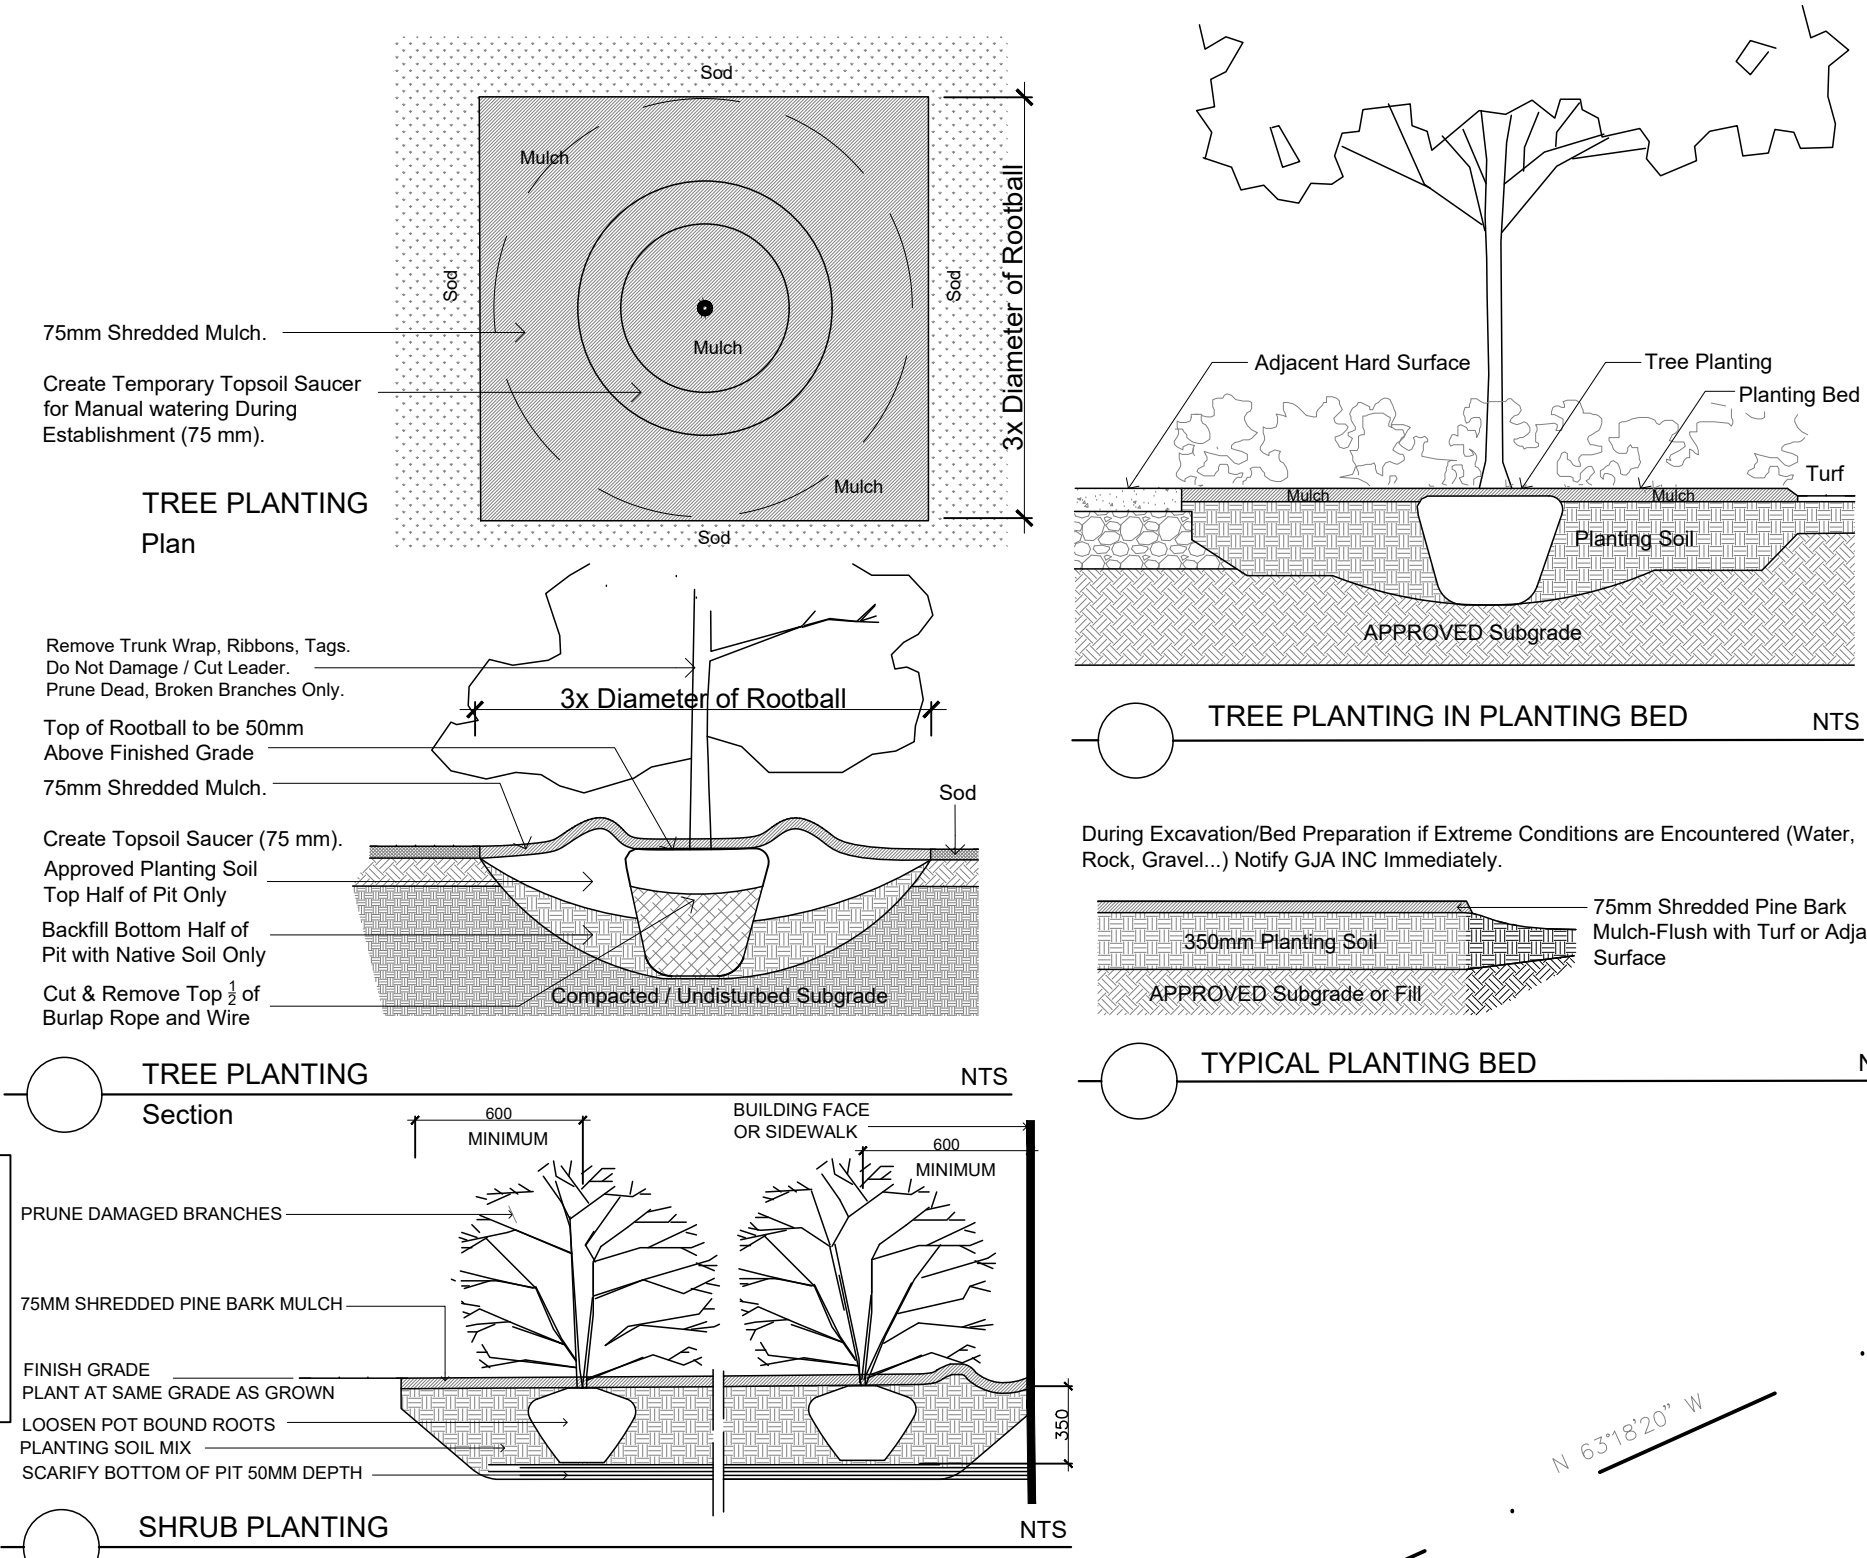 Sod
Mulch
Sod
Sod
3x Diameter of Rootball
Mulch
75mm Shredded Mulch.
Create Temporary Topsoil Saucer
for Manual watering During
Establishment (75 mm).
Mulch
Sod
TREE PLANTING
Plan
Remove Trunk Wrap, Ribbons, Tags.
Do Not Damage / Cut Leader.
Prune Dead, Broken Branches Only.
3x Diameter of Rootball
Top of Rootball to be 50mm
Above Finished Grade
75mm Shredded Mulch.
Sod
Create Topsoil Saucer (75 mm).
Approved Planting Soil
Top Half of Pit Only
Backfill Bottom Half of
Pit with Native Soil Only
Cut & Remove Top 1/2 of
Burlap Rope and Wire
Compacted / Undisturbed Subgrade
TREE PLANTING
NTS
Section
600
MINIMUM
BUILDING FACE
OR SIDEWALK
600
MINIMUM
PRUNE DAMAGED BRANCHES
75MM SHREDDED PINE BARK MULCH
FINISH GRADE
PLANT AT SAME GRADE AS GROWN
LOOSEN POT BOUND ROOTS
PLANTING SOIL MIX
SCARIFY BOTTOM OF PIT 50MM DEPTH
350
SHRUB PLANTING
NTS
Adjacent Hard Surface
Tree Planting
Planting Bed
Turf
Mulch
Mulch
Planting Soil
APPROVED Subgrade
TREE PLANTING IN PLANTING BED
NTS
During Excavation/Bed Preparation if Extreme Conditions are Encountered (Water,
Rock, Gravel...) Notify GJA INC Immediately.
75mm Shredded Pine Bark
Mulch-Flush with Turf or Adja
Surface
350mm Planting Soil
APPROVED Subgrade or Fill
TYPICAL PLANTING BED
N 63°18'20" W